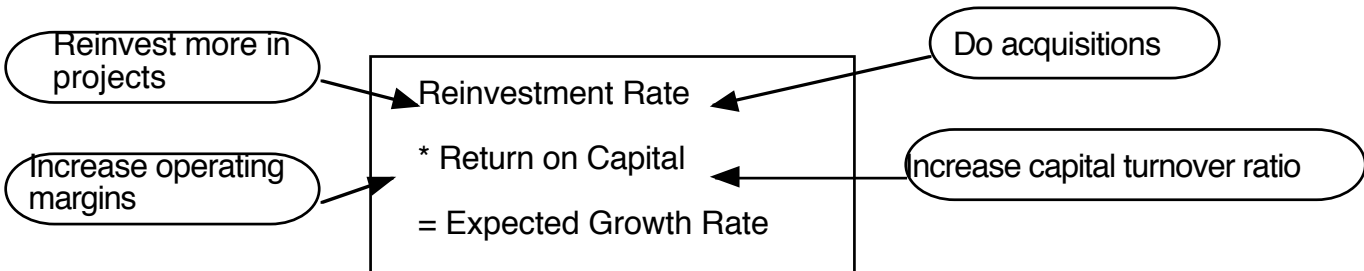 Reinvest more in
projects
Do acquisitions
Reinvestment Rate
* Return on Capital
= Expected Growth Rate
Increase operating
margins
Increase capital turnover ratio